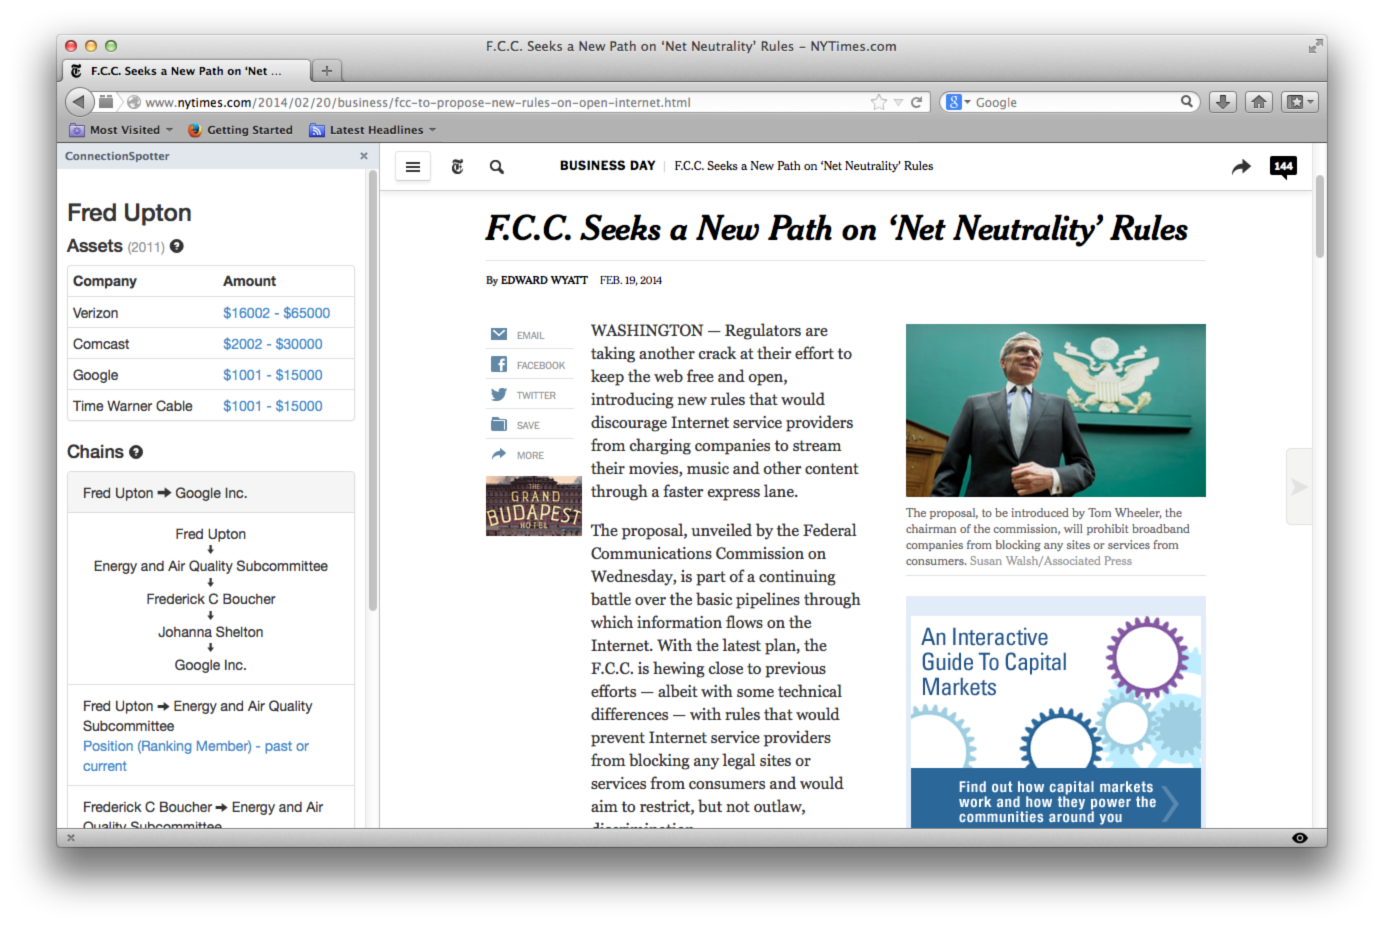 F.C.C. Seeks a New Path on ‘Net Neutrality’ Rules – NYTimes.com
F.C.C. Seeks a New Path on ‘Net ...
www.nytimes.com/2014/02/20/business/fcc-to-propose-new-rules-on-open-internet.html
Google
Most Visited
Getting Started
Latest Headlines
ConnectionSpotter
Fred Upton
Assets (2011)
Company Amount
Verizon $16002 - $65000
Comcast $2002 - $30000
Google $1001 - $15000
Time Warner Cable $1001 - $15000
Chains
Fred Upton ➔ Google Inc.
Fred Upton
Energy and Air Quality Subcommittee
Frederick C Boucher
Johanna Shelton
Google Inc.
Fred Upton ➔ Energy and Air Quality
Subcommittee
Position (Ranking Member) - past or
current
Frederick C Boucher ➔ Energy and Air
Quality Subcommittee
BUSINESS DAY | F.C.C. Seeks a New Path on ‘Net Neutrality’ Rules
144
F.C.C. Seeks a New Path on ‘Net Neutrality’ Rules
By EDWARD WYATT FEB. 19, 2014
EMAIL
FACEBOOK
TWITTER
SAVE
MORE
THE
GRAND
BUDAPEST
HOTEL
WASHINGTON — Regulators are
taking another crack at their effort to
keep the web free and open,
introducing new rules that would
discourage Internet service providers
from charging companies to stream
their movies, music and other content
through a faster express lane.
The proposal, unveiled by the Federal
Communications Commission on
Wednesday, is part of a continuing
battle over the basic pipelines through
which information flows on the
Internet. With the latest plan, the
F.C.C. is hewing close to previous
efforts — albeit with some technical
differences — with rules that would
prevent Internet service providers
from blocking any legal sites or
services from consumers and would
aim to restrict, but not outlaw,
discrimination
The proposal, to be introduced by Tom Wheeler, the
chairman of the commission, will prohibit broadband
companies from blocking any sites or services from
consumers. Susan Walsh/Associated Press
An Interactive
Guide To Capital
Markets
Find out how capital markets
work and how they power the
communities around you